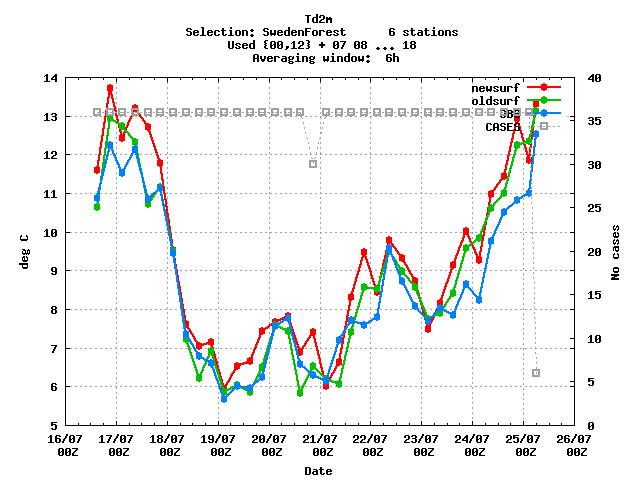 Td2m
Selection: SwedenForest 6 stations
Used {00,12} + 07 08 ... 18
Averaging window: 6h
14 13 12 11 10 9 8 7 6 5
deg C
40 35 30 25 20 15 10 5 0
No cases
newsurf
oldsurf
OBS
CASES
16/07 17/07 18/07 19/07 20/07 21/07 22/07 23/07 24/07 25/07 26/07
00Z 00Z 00Z 00Z 00Z 00Z 00Z 00Z 00Z 00Z 00Z
Date